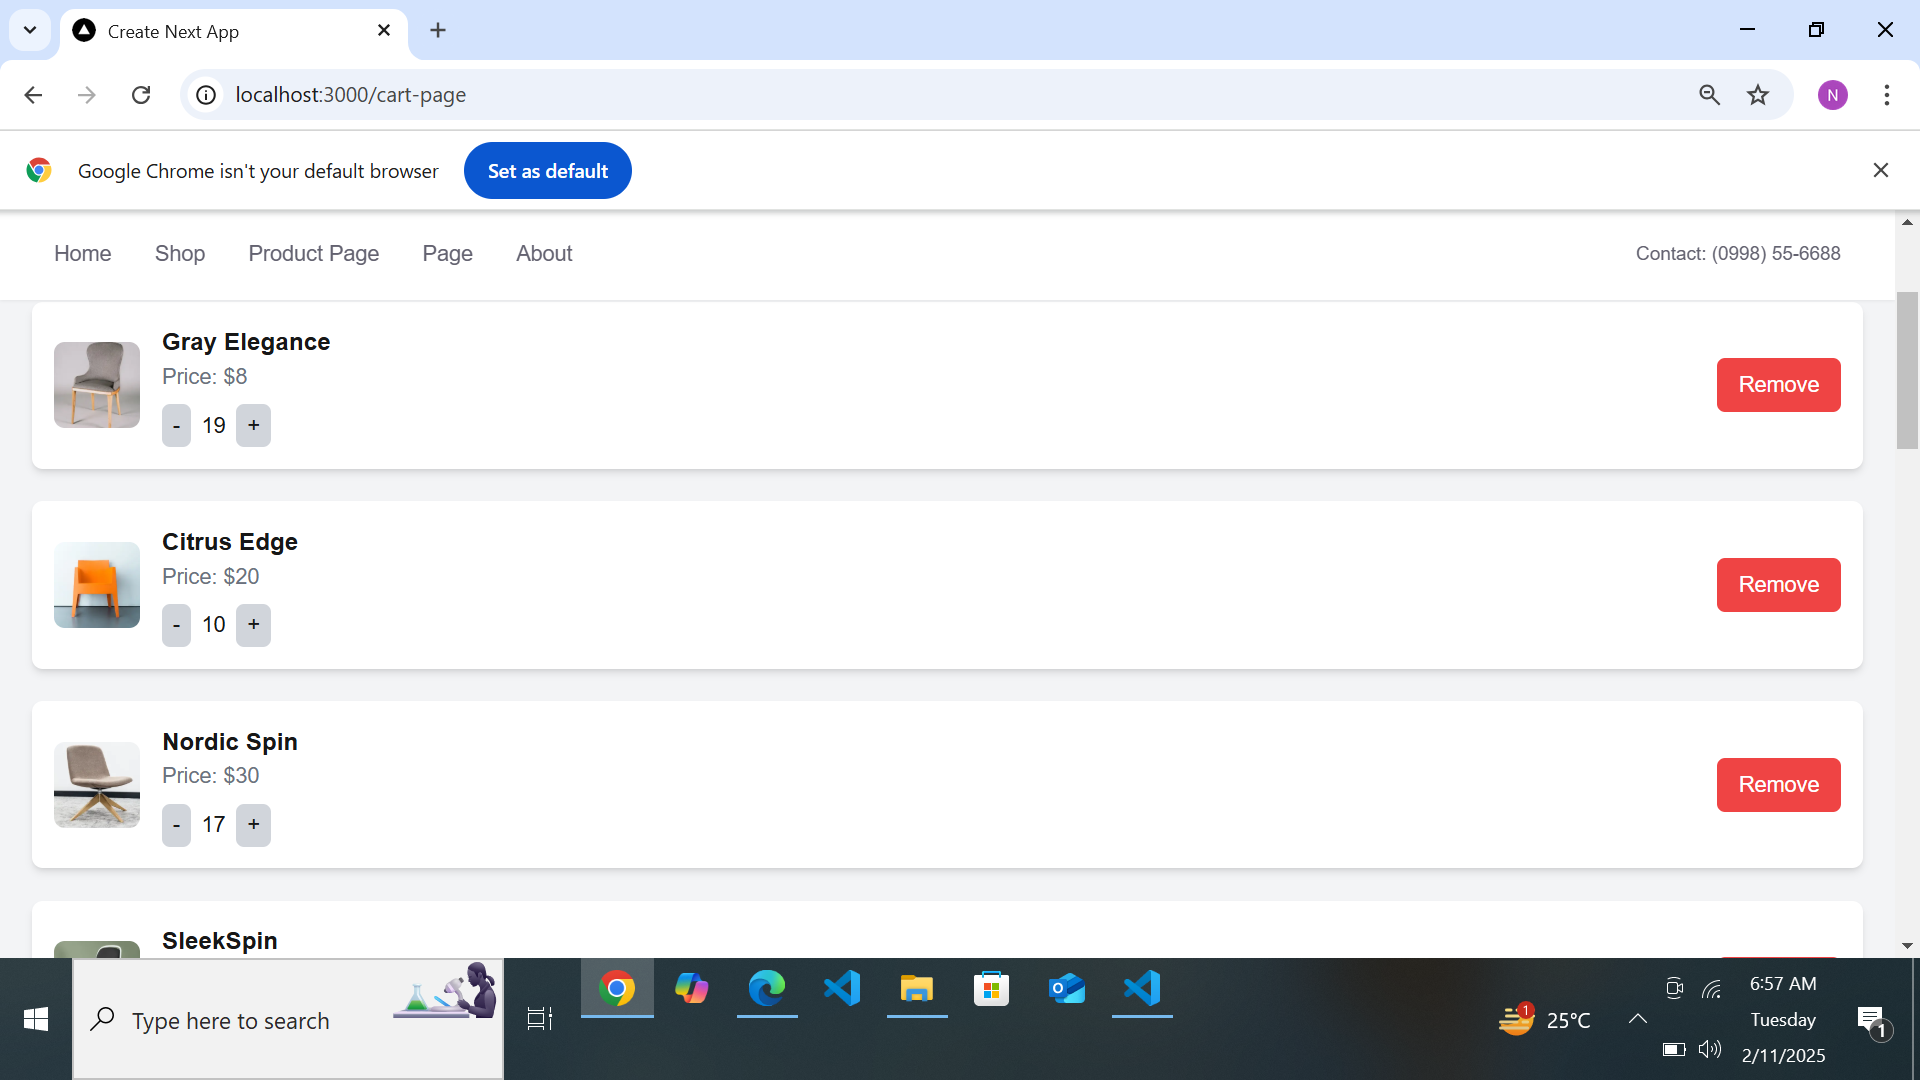 Create Next App
localhost:3000/cart-page
N
Google Chrome isn't your default browser
Set as default
Home
Shop
Product Page
Page
About
Contact: (0998) 55-6688
Gray Elegance
Price: $8
- 19 +
Remove
Citrus Edge
Price: $20
- 10 +
Remove
Nordic Spin
Price: $30
- 17 +
Remove
SleekSpin
Type here to search
1
25°C
6:57 AM
Tuesday
2/11/2025
1